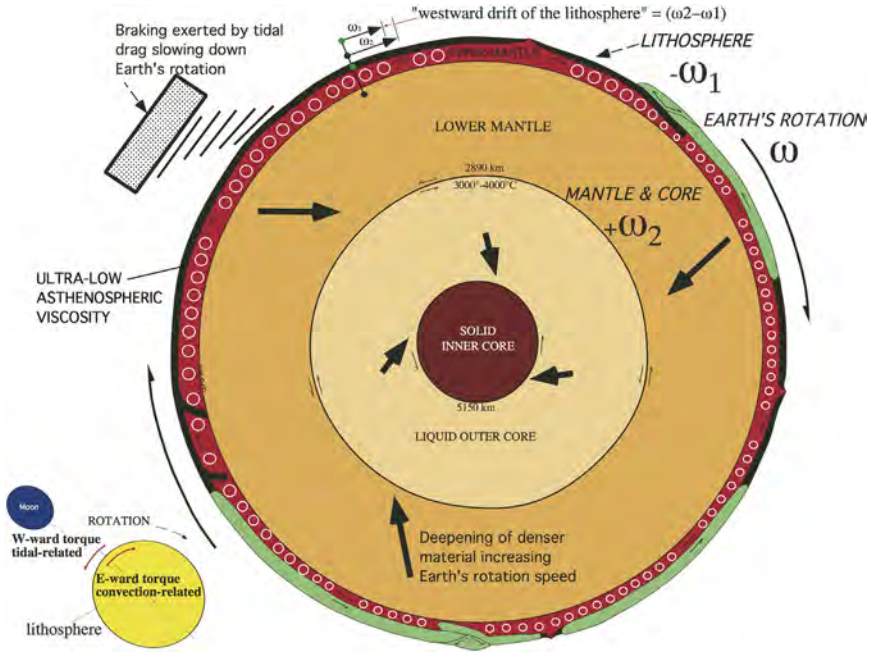 Braking exerted by tidal
drag slowing down
Earth's rotation
ω₁
ω₂
"westward drift of the lithosphere" = (ω2–ω1)
LITHOSPHERE
-ω₁
EARTH'S ROTATION
ω
UPPER MANTLE
LOWER MANTLE
2890 km
3000°-4000°C
MANTLE & CORE
+ω₂
ULTRA-LOW
ASTHENOSPHERIC
VISCOSITY
SOLID
INNER CORE
5150 km
LIQUID OUTER CORE
Deepening of denser
material increasing
Earth's rotation speed
Moon
ROTATION
W-ward torque
tidal-related
E-ward torque
convection-related
lithosphere